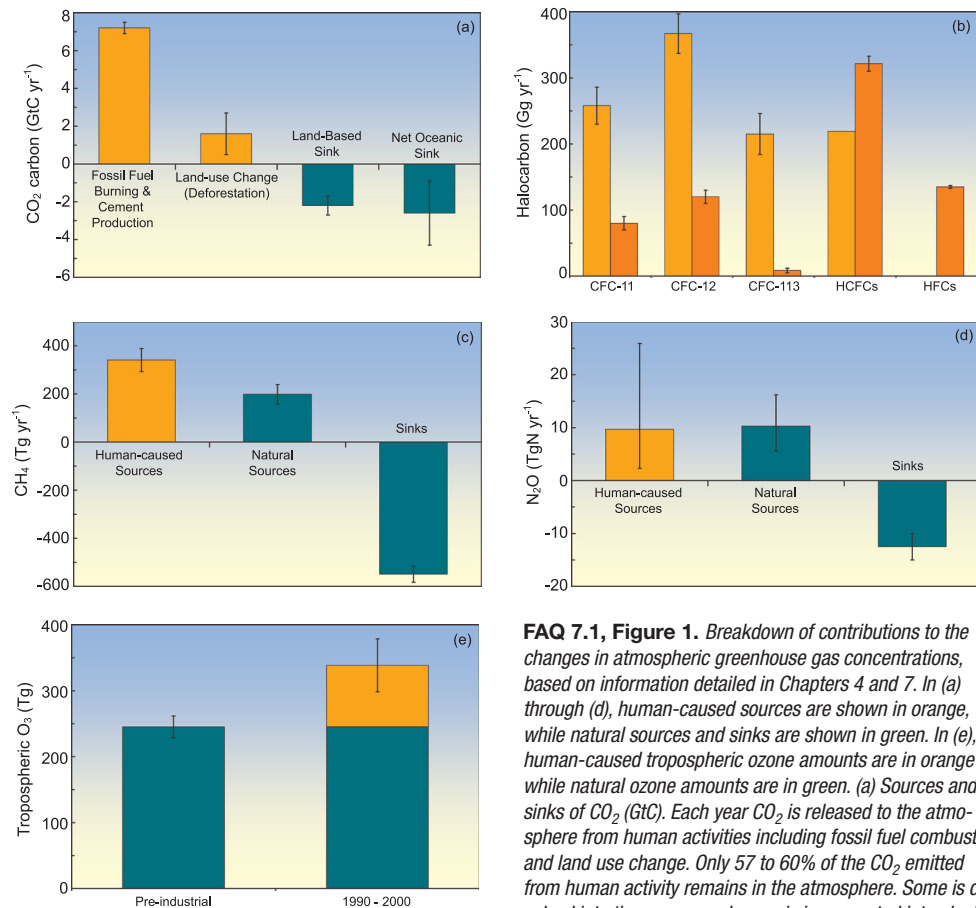 (a)
8
6
4
2
0
-2
-4
-6
CO₂ carbon (GtC yr⁻¹)
Fossil Fuel
Burning &
Cement
Production
Land-use Change
(Deforestation)
Land-Based
Sink
Net Oceanic
Sink
(b)
400
300
200
100
0
Halocarbon (Gg yr⁻¹)
CFC-11 CFC-12 CFC-113 HCFCs HFCs
(c)
400
200
0
-200
-400
-600
CH₄ (Tg yr⁻¹)
Human-caused
Sources
Natural
Sources
Sinks
(d)
30
20
10
0
-10
-20
N₂O (TgN yr⁻¹)
Human-caused
Sources
Natural
Sources
Sinks
(e)
400
300
200
100
0
Tropospheric O₃ (Tg)
Pre-industrial 1990 - 2000
FAQ 7.1, Figure 1. Breakdown of contributions to the
changes in atmospheric greenhouse gas concentrations,
based on information detailed in Chapters 4 and 7. In (a)
through (d), human-caused sources are shown in orange,
while natural sources and sinks are shown in green. In (e),
human-caused tropospheric ozone amounts are in orange
while natural ozone amounts are in green. (a) Sources and
sinks of CO₂ (GtC). Each year CO₂ is released to the atmo-
sphere from human activities including fossil fuel combust
and land use change. Only 57 to 60% of the CO₂ emitted
from human activity remains in the atmosphere. Some is d